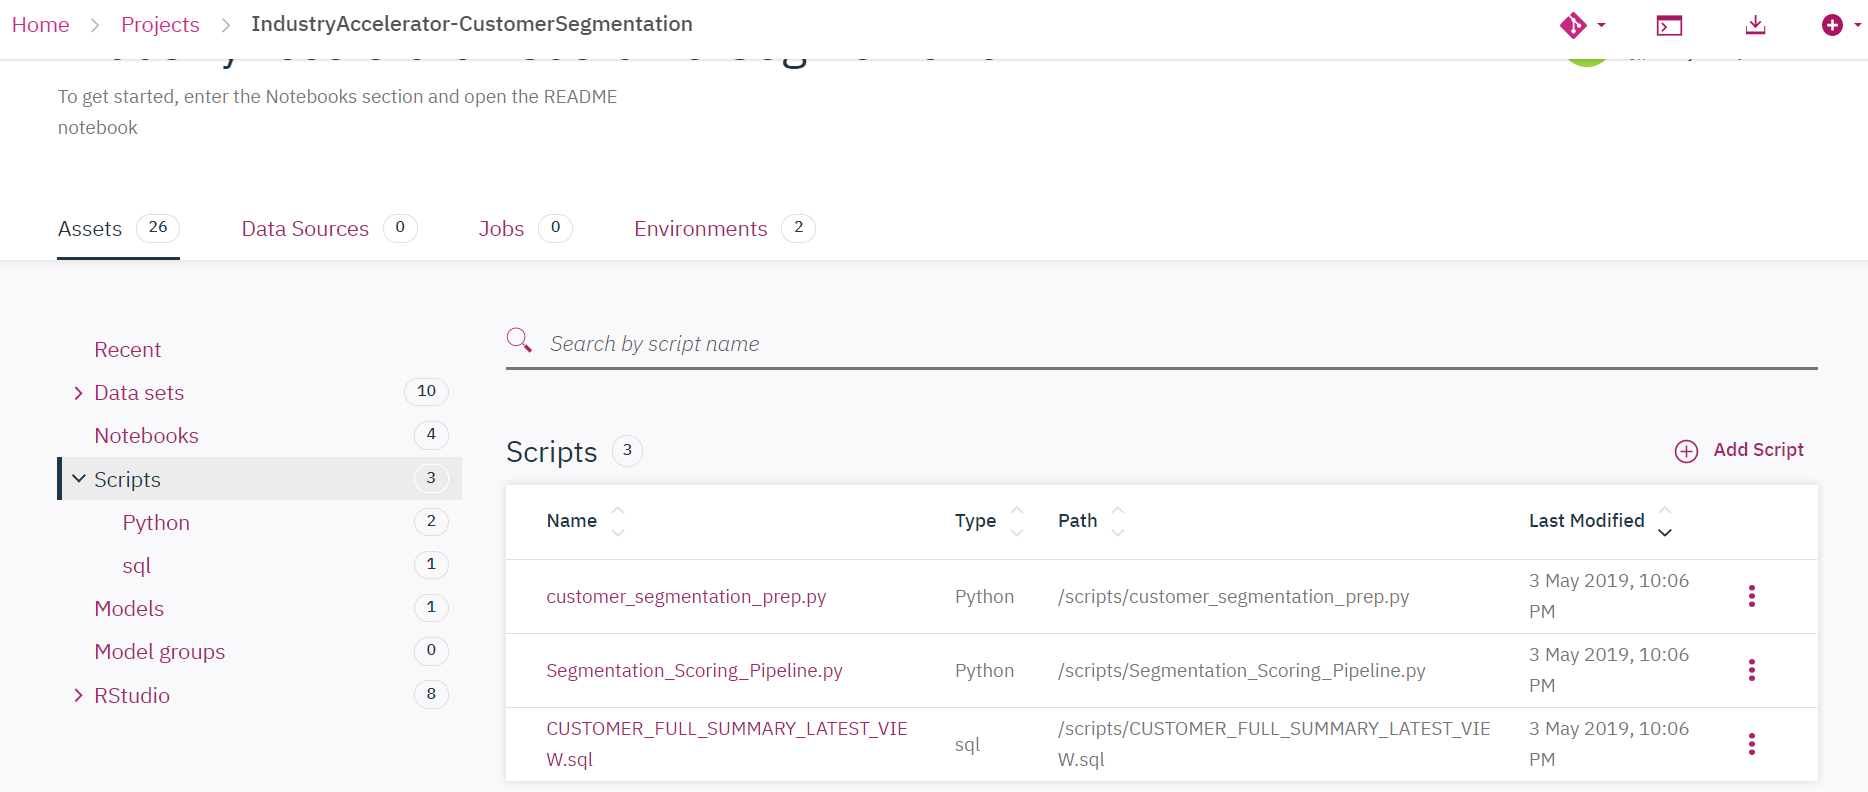 Home > Projects > IndustryAccelerator-CustomerSegmentation
To get started, enter the Notebooks section and open the README
notebook
Assets 26 Data Sources 0 Jobs 0 Environments 2
Search by script name
Recent
Data sets 10
Notebooks 4
Scripts 3
Python 2
sql 1
Models 1
Model groups 0
RStudio 8
Scripts 3
Add Script
Name Type Path Last Modified
customer_segmentation_prep.py Python /scripts/customer_segmentation_prep.py 3 May 2019, 10:06
PM
Segmentation_Scoring_Pipeline.py Python /scripts/Segmentation_Scoring_Pipeline.py 3 May 2019, 10:06
PM
CUSTOMER_FULL_SUMMARY_LATEST_VIE sql /scripts/CUSTOMER_FULL_SUMMARY_LATEST_VIE 3 May 2019, 10:06
W.sql W.sql PM